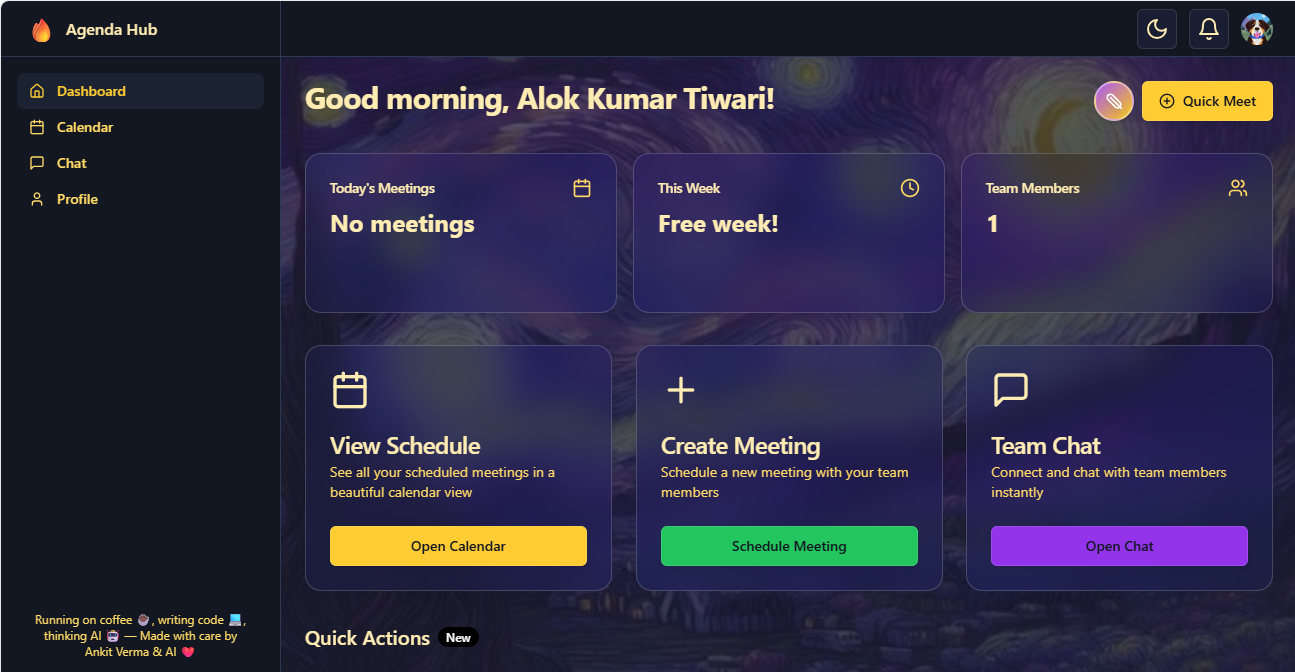 Agenda Hub
Dashboard
Calendar
Chat
Profile
Running on coffee ☕, writing code 💻,
thinking AI 🤖 — Made with care by
Ankit Verma & AI 💖
Good morning, Alok Kumar Tiwari!
Quick Meet
Today's Meetings
No meetings
This Week
Free week!
Team Members
1
View Schedule
See all your scheduled meetings in a
beautiful calendar view
Open Calendar
Create Meeting
Schedule a new meeting with your team
members
Schedule Meeting
Team Chat
Connect and chat with team members
instantly
Open Chat
Quick Actions New